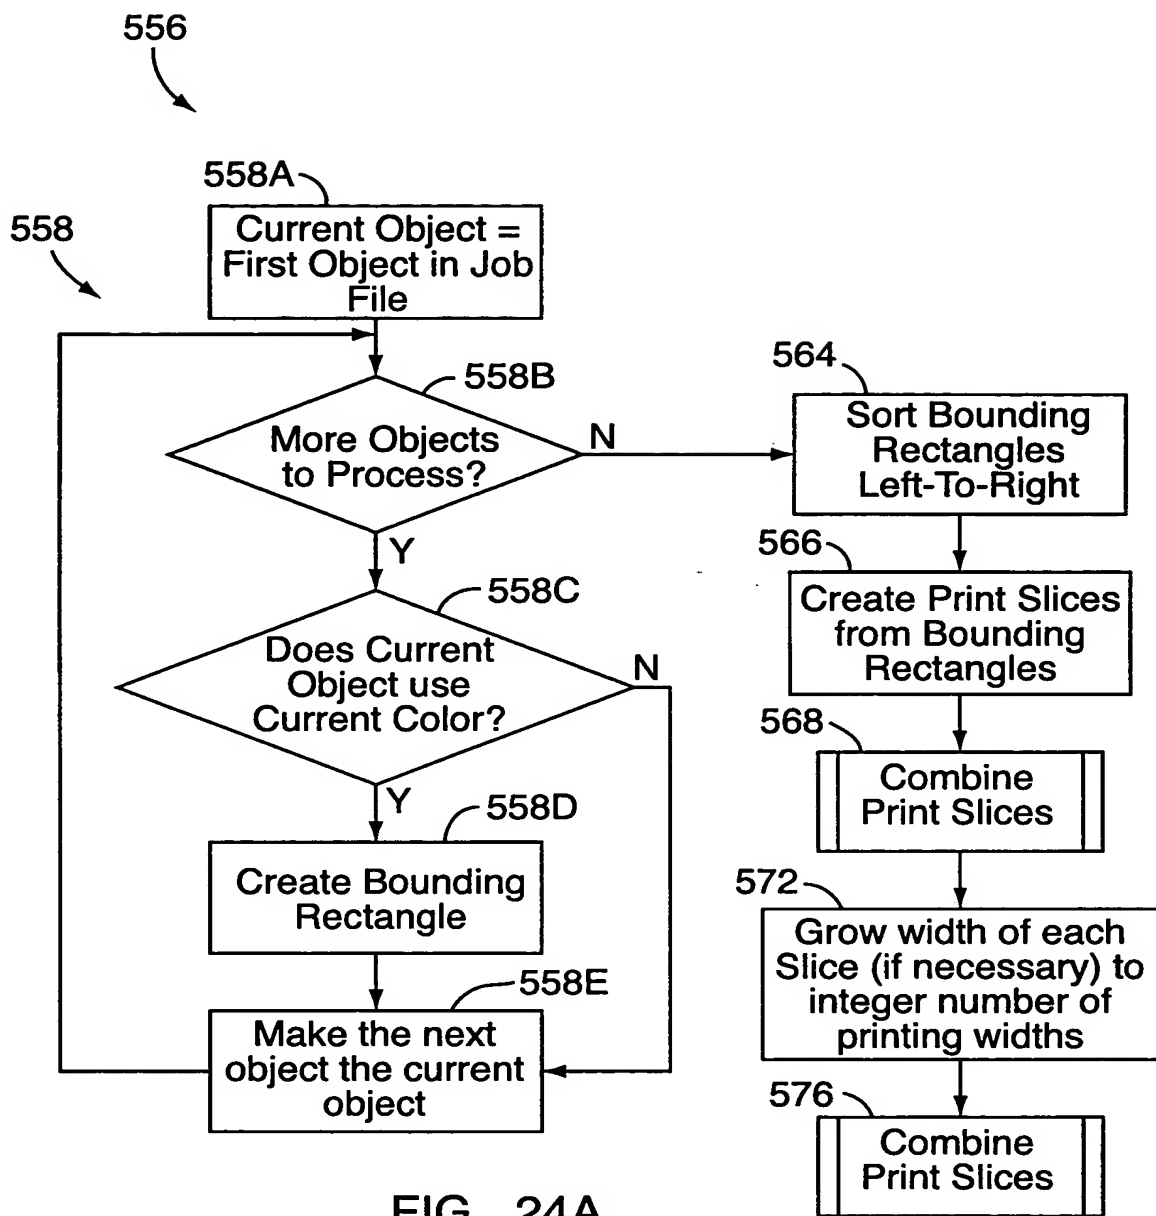 556
558A
558
Current Object =
First Object in Job
File
558B
More Objects
to Process?
N
Y
558C
Does Current
Object use
Current Color?
N
Y
558D
Create Bounding
Rectangle
558E
Make the next
object the current
object
564
Sort Bounding
Rectangles
Left-To-Right
566
Create Print Slices
from Bounding
Rectangles
568
Combine
Print Slices
572
Grow width of each
Slice (if necessary) to
integer number of
printing widths
576
Combine
Print Slices
FIG. 24A